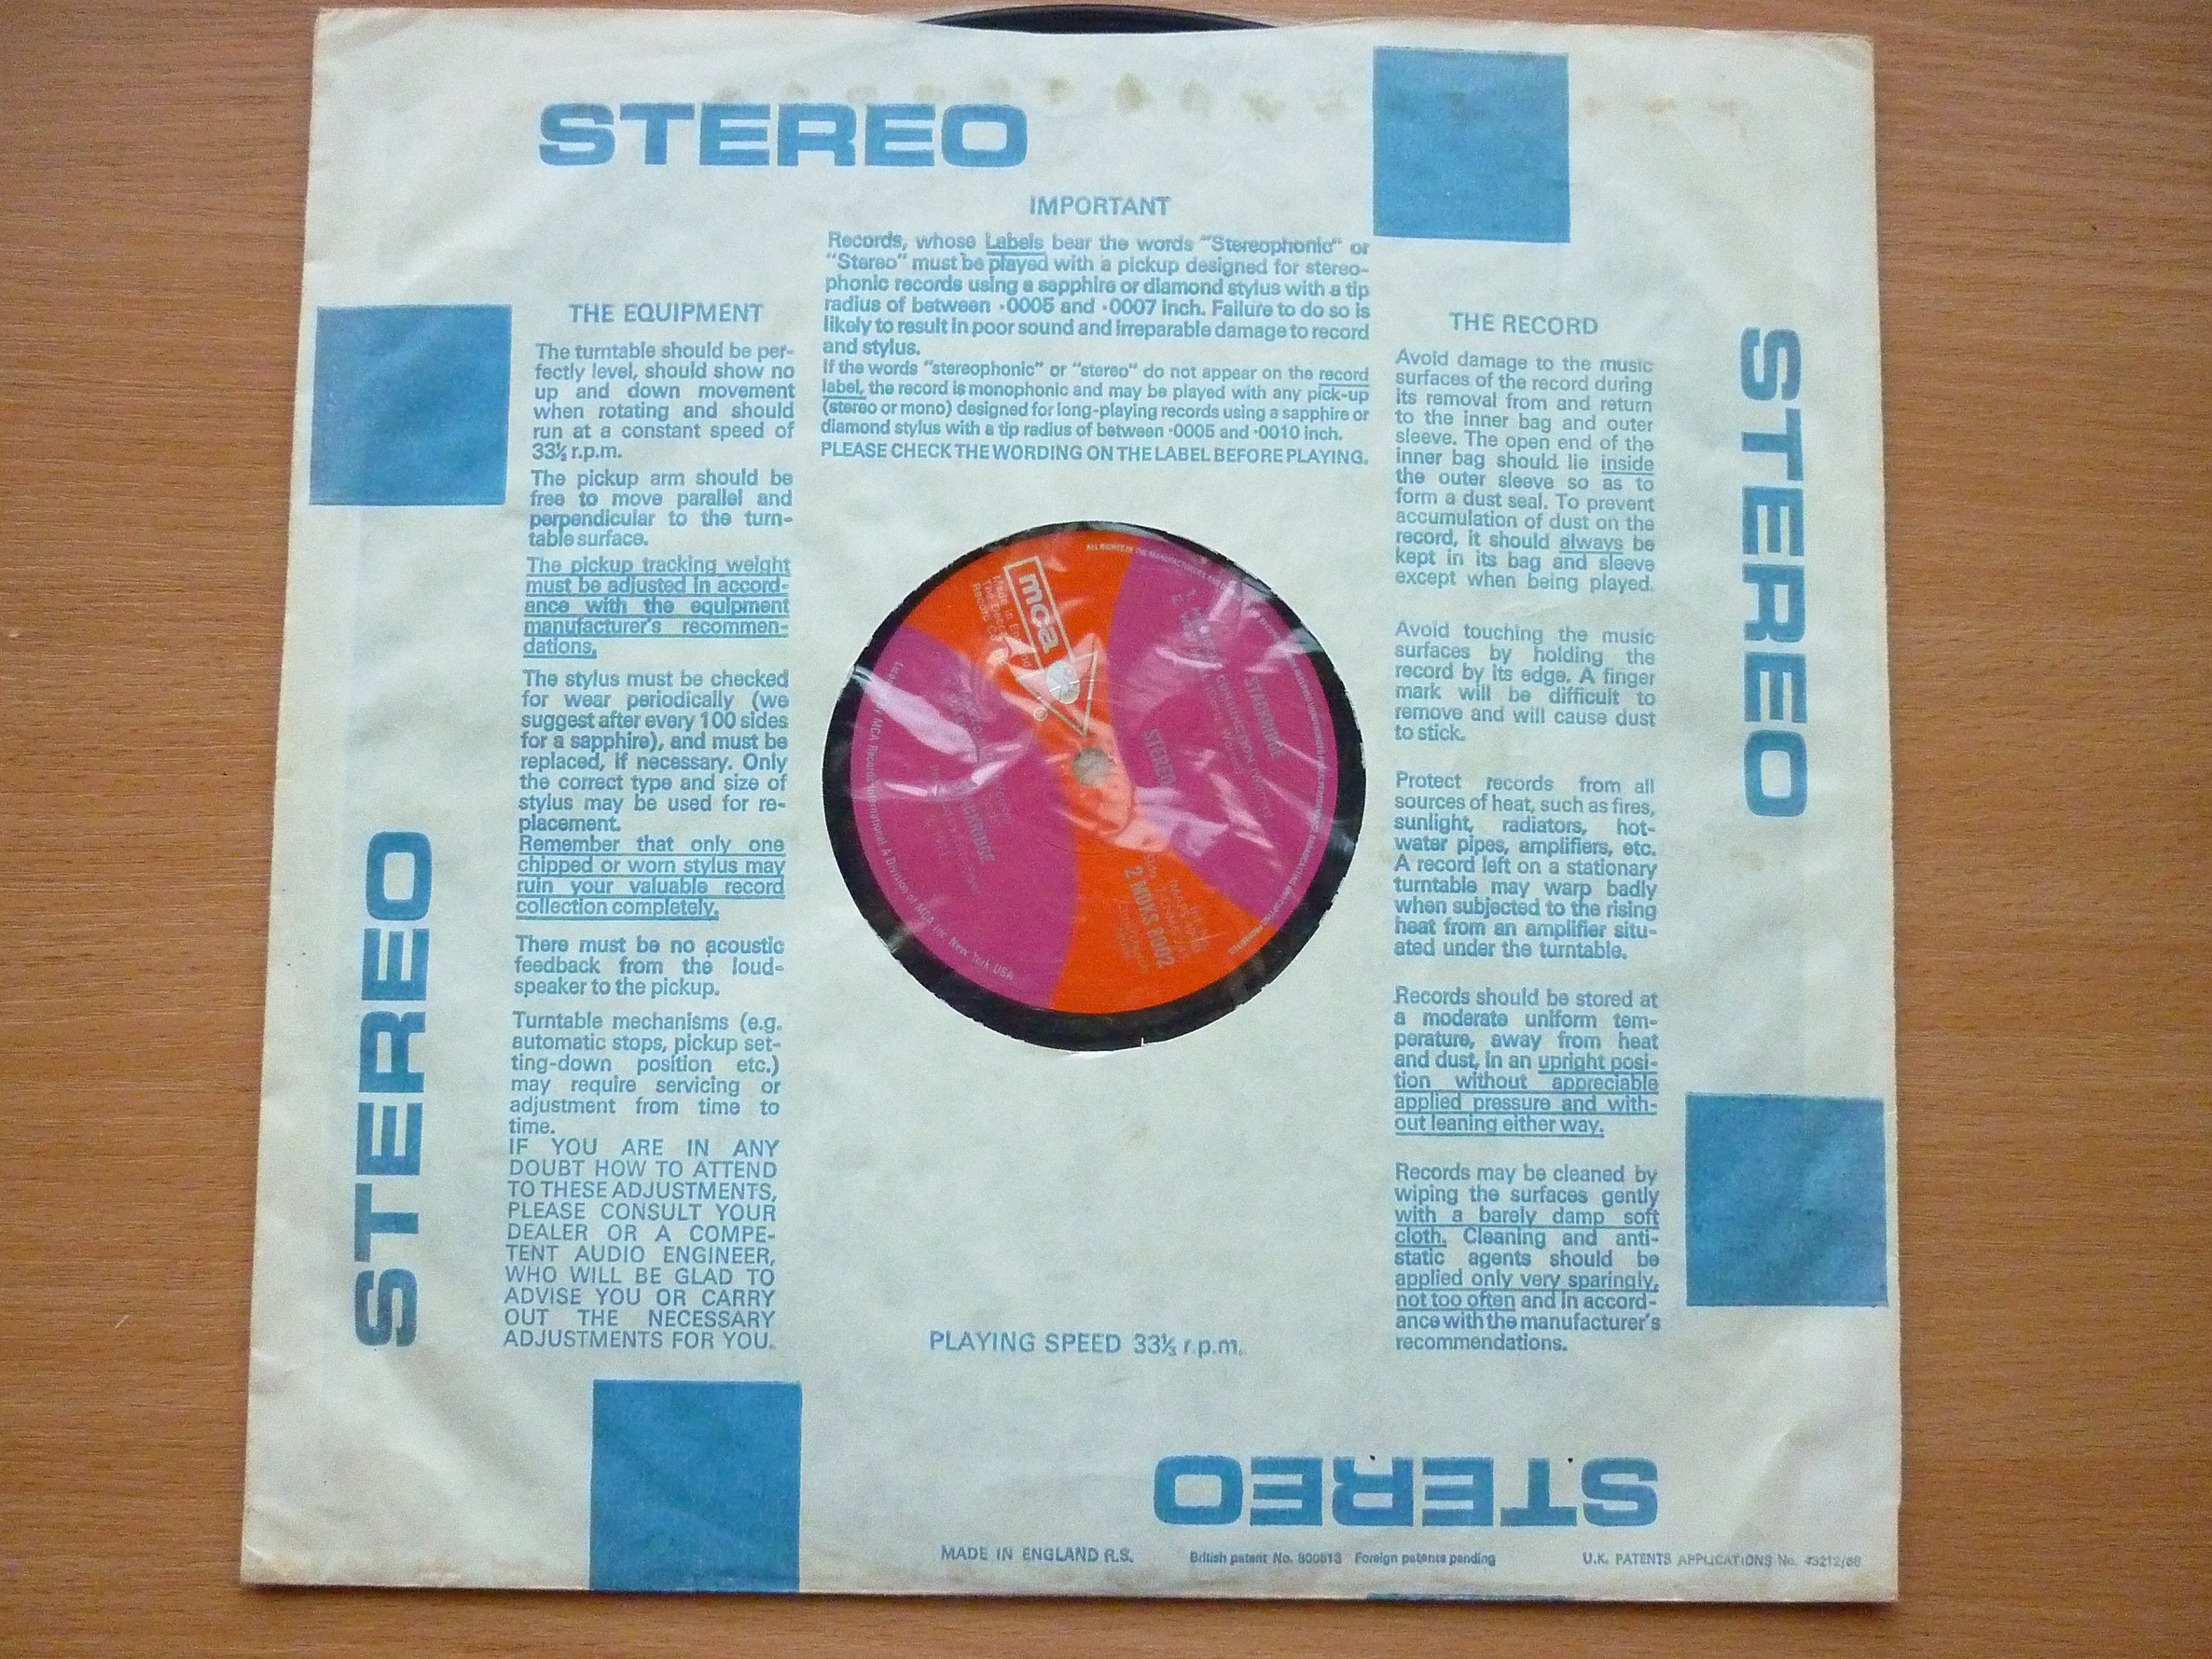 STEREO
IMPORTANT
Records, whose Labels bear the words "Stereophonic" or
"Stereo" must be played with a pickup designed for stereo-
phonic records using a sapphire or diamond stylus with a tip
radius of between ·0005 and ·0007 inch. Failure to do so is
likely to result in poor sound and irreparable damage to record
and stylus.
If the words "stereophonic" or "stereo" do not appear on the record
label, the record is monophonic and may be played with any pick-up
(stereo or mono) designed for long-playing records using a sapphire or
diamond stylus with a tip radius of between ·0005 and ·0010 inch.
PLEASE CHECK THE WORDING ON THE LABEL BEFORE PLAYING.
THE EQUIPMENT
The turntable should be per-
fectly level, should show no
up and down movement
when rotating and should
run at a constant speed of
33⅓ r.p.m.
The pickup arm should be
free to move parallel and
perpendicular to the turn-
table surface.
The pickup tracking weight
must be adjusted in accord-
ance with the equipment
manufacturer's recommen-
dations.
The stylus must be checked
for wear periodically (we
suggest after every 100 sides
for a sapphire), and must be
replaced, if necessary. Only
the correct type and size of
stylus may be used for re-
placement.
Remember that only one
chipped or worn stylus may
ruin your valuable record
collection completely.
There must be no acoustic
feedback from the loud-
speaker to the pickup.
Turntable mechanisms (e.g.
automatic stops, pickup set-
ting-down position etc.)
may require servicing or
adjustment from time to
time.
IF YOU ARE IN ANY
DOUBT HOW TO ATTEND
TO THESE ADJUSTMENTS,
PLEASE CONSULT YOUR
DEALER OR A COMPE-
TENT AUDIO ENGINEER,
WHO WILL BE GLAD TO
ADVISE YOU OR CARRY
OUT THE NECESSARY
ADJUSTMENTS FOR YOU.
STEREO
mca
STEREO
2 MDKS 8002
MCA Records International A Division of MCA Inc. New York USA
THE RECORD
Avoid damage to the music
surfaces of the record during
its removal from and return
to the inner bag and outer
sleeve. The open end of the
inner bag should lie inside
the outer sleeve so as to
form a dust seal. To prevent
accumulation of dust on the
record, it should always be
kept in its bag and sleeve
except when being played.
Avoid touching the music
surfaces by holding the
record by its edge. A finger
mark will be difficult to
remove and will cause dust
to stick.
Protect records from all
sources of heat, such as fires,
sunlight, radiators, hot-
water pipes, amplifiers, etc.
A record left on a stationary
turntable may warp badly
when subjected to the rising
heat from an amplifier situ-
ated under the turntable.
Records should be stored at
a moderate uniform tem-
perature, away from heat
and dust, in an upright posi-
tion without appreciable
applied pressure and with-
out leaning either way.
Records may be cleaned by
wiping the surfaces gently
with a barely damp soft
cloth. Cleaning and anti-
static agents should be
applied only very sparingly,
not too often and in accord-
ance with the manufacturer's
recommendations.
STEREO
PLAYING SPEED 33⅓ r.p.m.
STEREO
MADE IN ENGLAND R.S.
British patent No. 800513 Foreign patents pending
U.K. PATENTS APPLICATIONS No. 43212/68